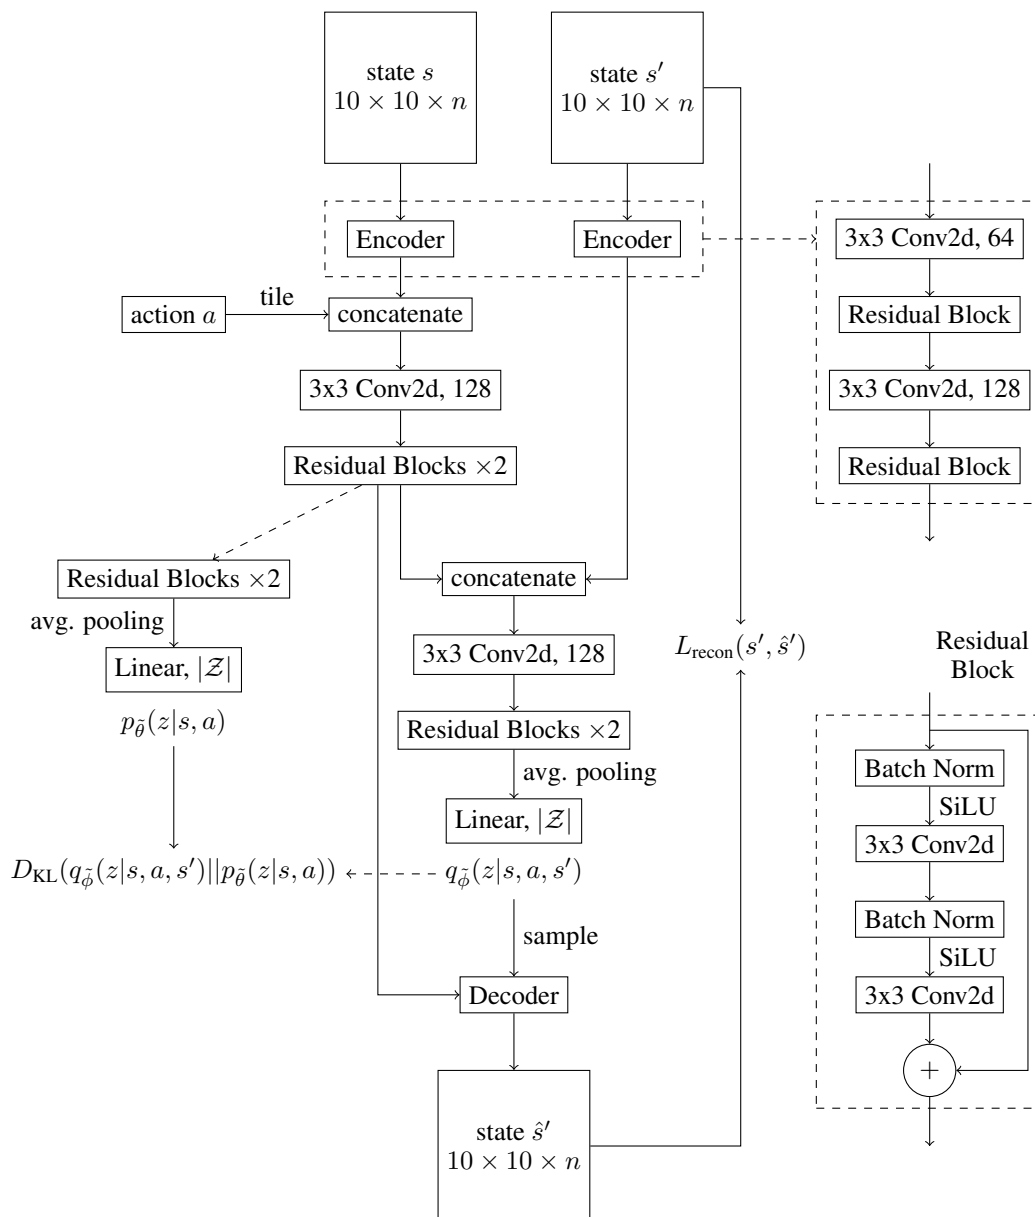 state s
10 × 10 × n
state s′
10 × 10 × n
Encoder
Encoder
action a
tile
concatenate
3x3 Conv2d, 128
Residual Blocks ×2
Residual Blocks ×2
avg. pooling
Linear, |𝒵|
p_θ̃(z|s, a)
concatenate
3x3 Conv2d, 128
Residual Blocks ×2
avg. pooling
Linear, |𝒵|
D_KL(q_ϕ̃(z|s, a, s′)||p_θ̃(z|s, a))
q_ϕ̃(z|s, a, s′)
sample
Decoder
state ŝ′
10 × 10 × n
L_recon(s′, ŝ′)
3x3 Conv2d, 64
Residual Block
3x3 Conv2d, 128
Residual Block
Residual
Block
Batch Norm
SiLU
3x3 Conv2d
Batch Norm
SiLU
3x3 Conv2d
+